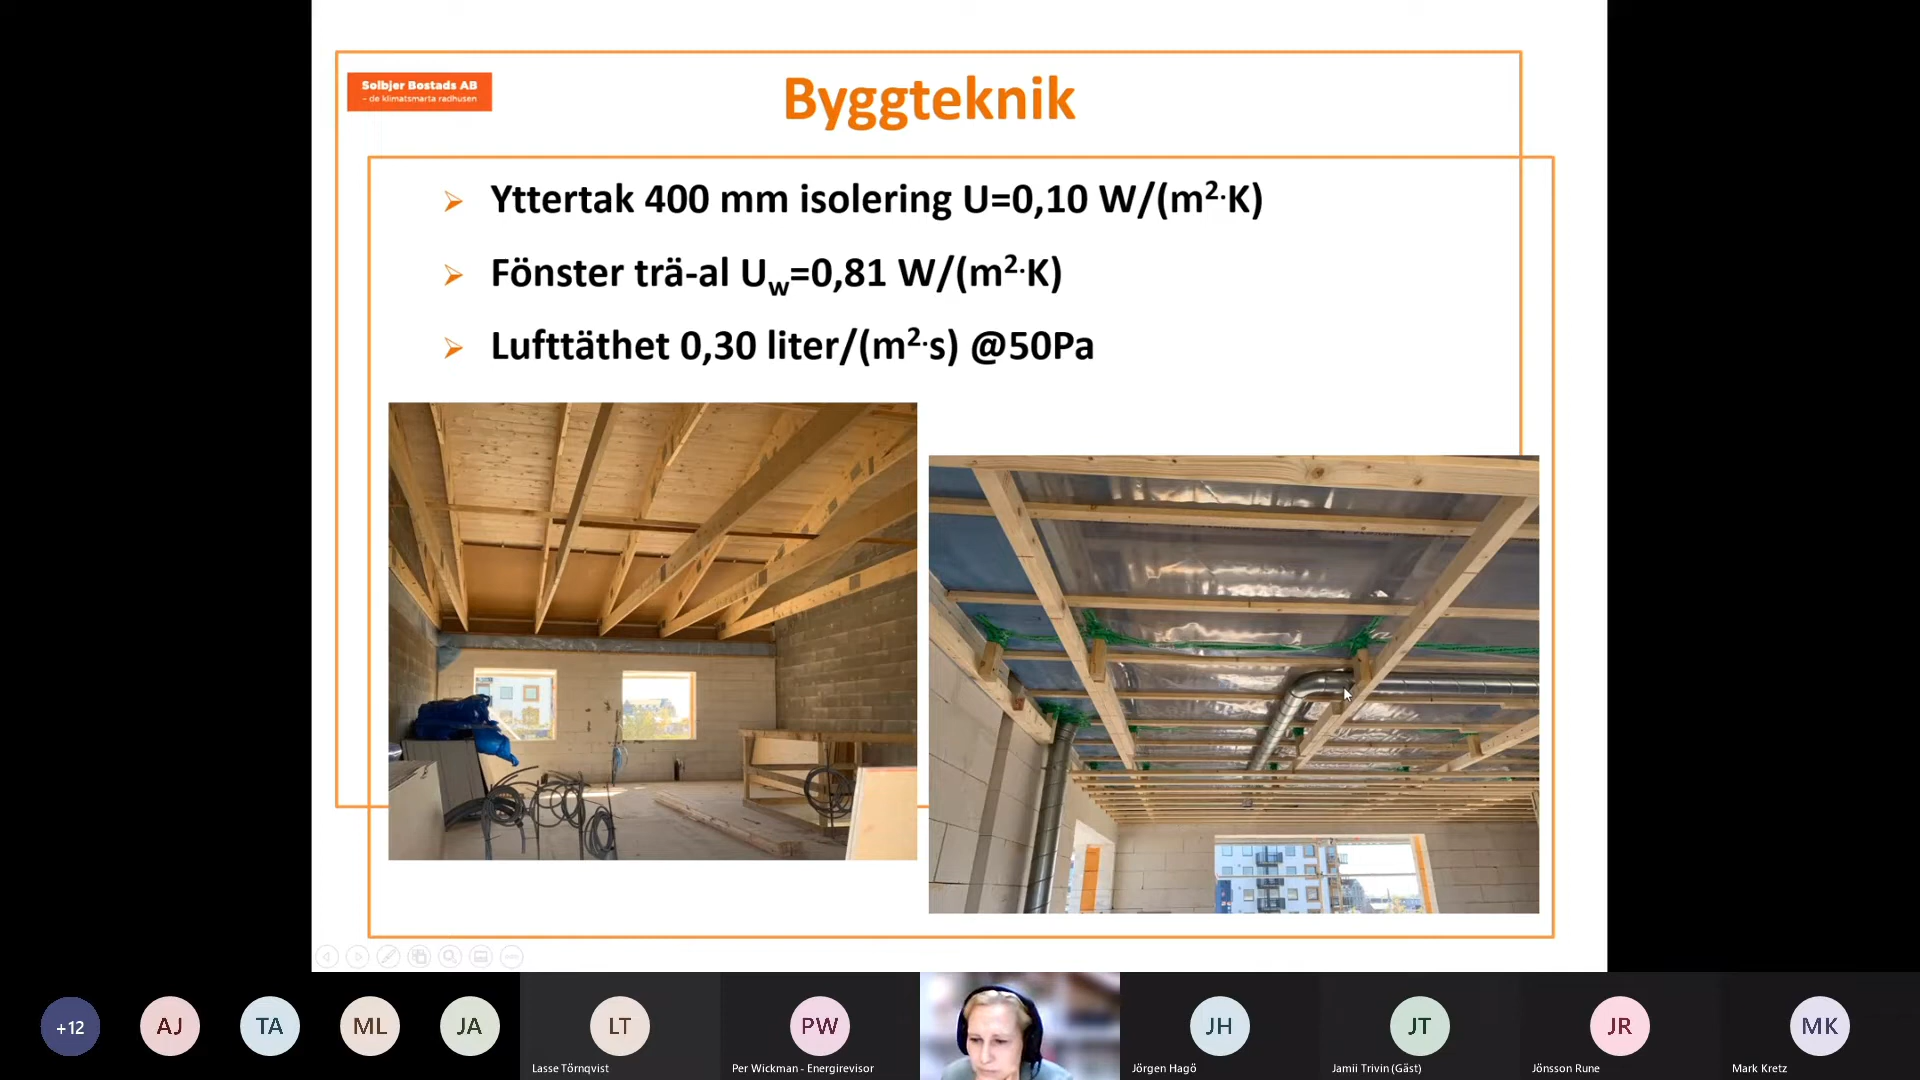 Solbjer Bostads AB
– de klimatsmarta radhusen
Byggteknik
Yttertak 400 mm isolering U=0,10 W/(m²·K)
Fönster trä-al Uw=0,81 W/(m²·K)
Lufttäthet 0,30 liter/(m²·s) @50Pa
+12
AJ
TA
ML
JA
LT
PW
JH
JT
JR
MK
Lasse Törnqvist
Per Wickman - Energirevisor
Jörgen Hagö
Jamii Trivin (Gäst)
Jönsson Rune
Mark Kretz